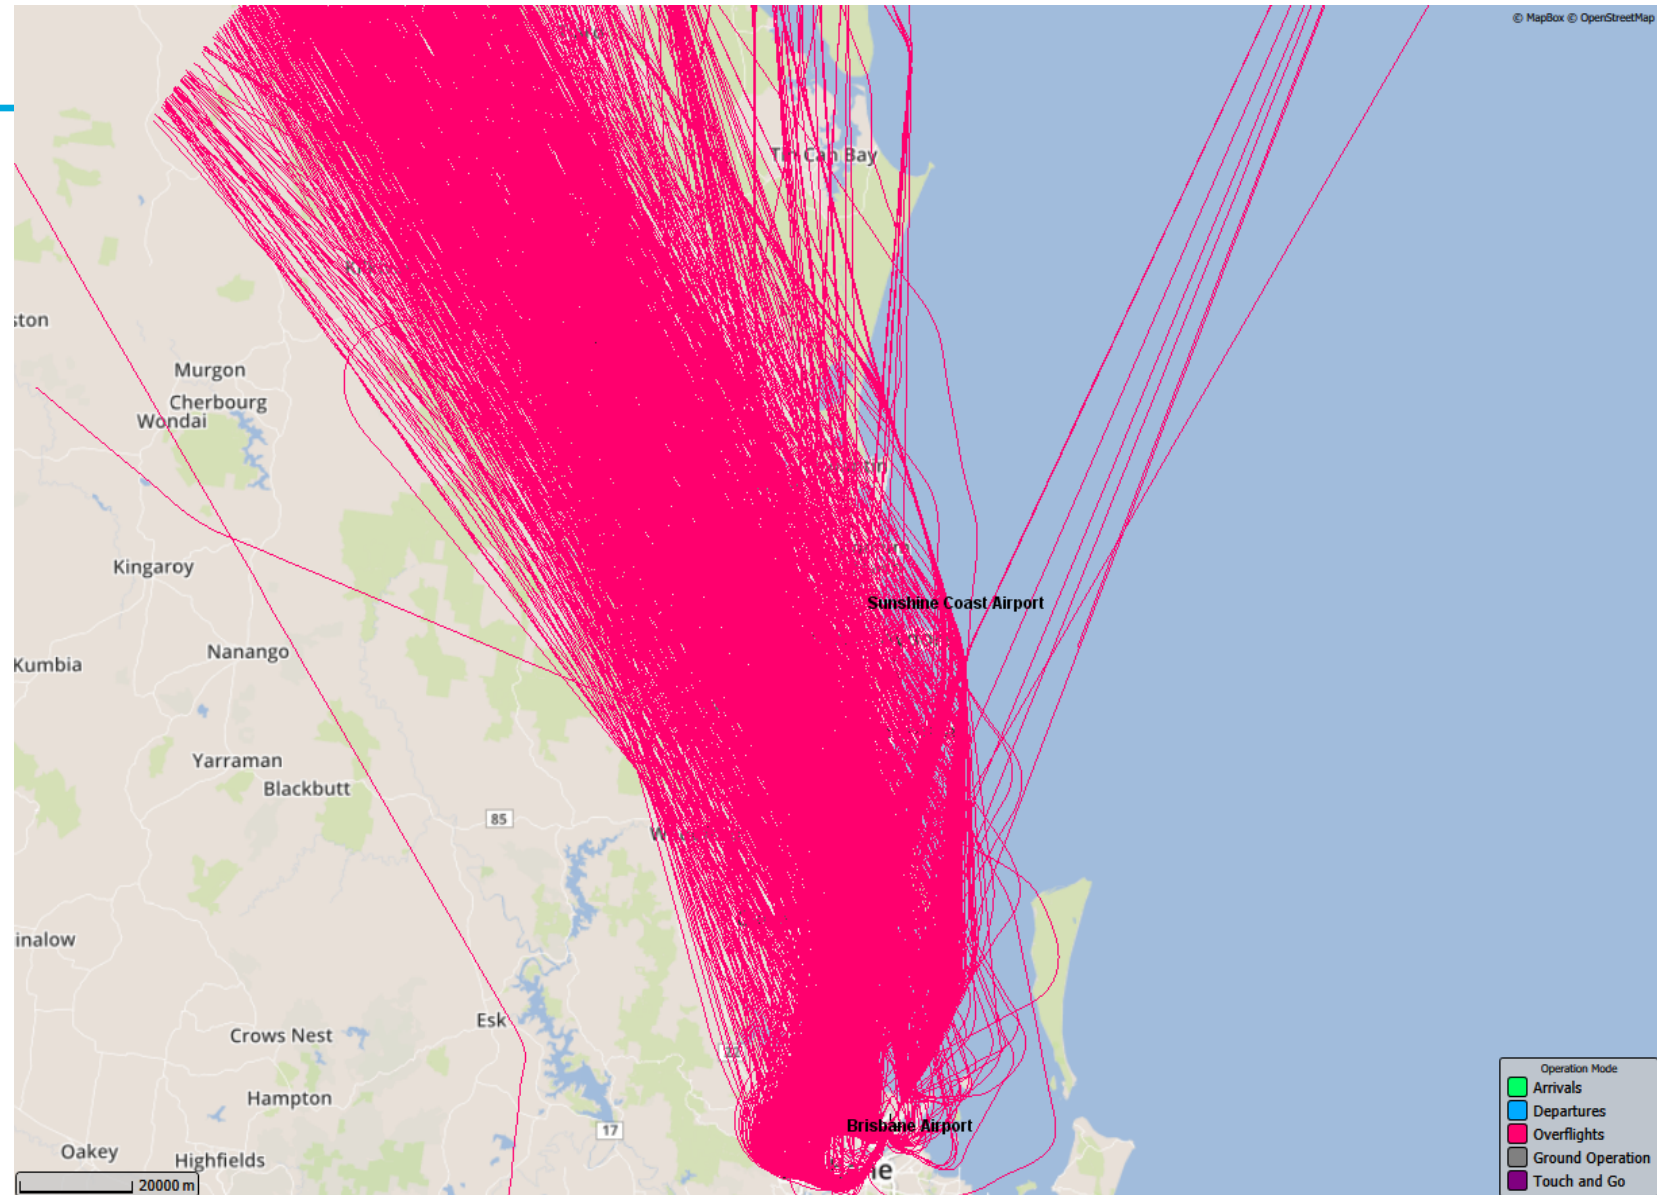 © MapBox © OpenStreetMap
Tin Can Bay
ston
Murgon
Cherbourg
Wondai
Kingaroy
Sunshine Coast Airport
Nanango
Kumbia
Yarraman
Blackbutt
85
inalow
Esk
Crows Nest
22
Hampton
Brisbane Airport
17
Oakey
Highfields
ne
20000 m
Operation Mode
Arrivals
Departures
Overflights
Ground Operation
Touch and Go